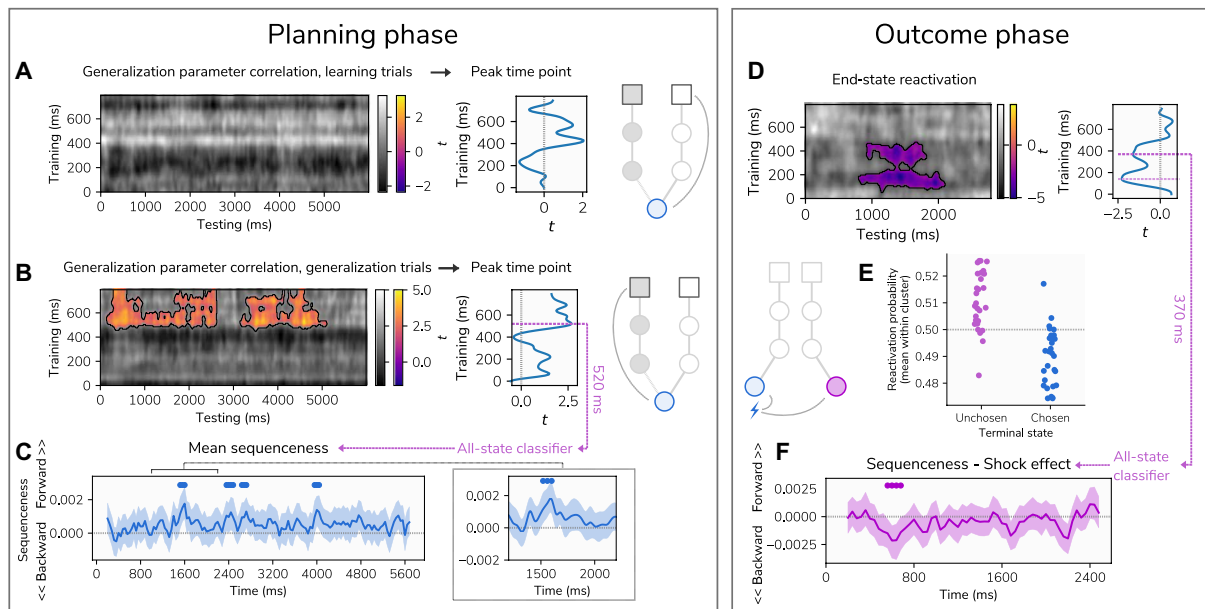 Planning phase
A
Generalization parameter correlation, learning trials
Peak time point
Training (ms)
600
400
200
0
0 1000 2000 3000 4000 5000
Testing (ms)
2
0
−2
t
Training (ms)
600
400
200
0
0 2
t
B
Generalization parameter correlation, generalization trials
Peak time point
Training (ms)
600
400
200
0
0 1000 2000 3000 4000 5000
Testing (ms)
5.0
2.5
0.0
t
Training (ms)
600
400
200
0
0.0 2.5
t
520 ms
All-state classifier
C
Mean sequenceness
Sequenceness
<< Backward Forward >>
0.002
0.000
0 800 1600 2400 3200 4000 4800 5600
Time (ms)
0.002
0.000
−0.002
1500 2000
Time (ms)
Outcome phase
D
End-state reactivation
Training (ms)
600
400
200
0
0 1000 2000
Testing (ms)
0
−5
t
Training (ms)
600
400
200
0
−2.5 0.0
t
370 ms
E
Reactivation probability
(mean within cluster)
0.52
0.51
0.50
0.49
0.48
Unchosen Chosen
Terminal state
All-state
classifier
F
Sequenceness - Shock effect
<< Backward Forward >>
0.0025
0.0000
−0.0025
0 800 1600 2400
Time (ms)